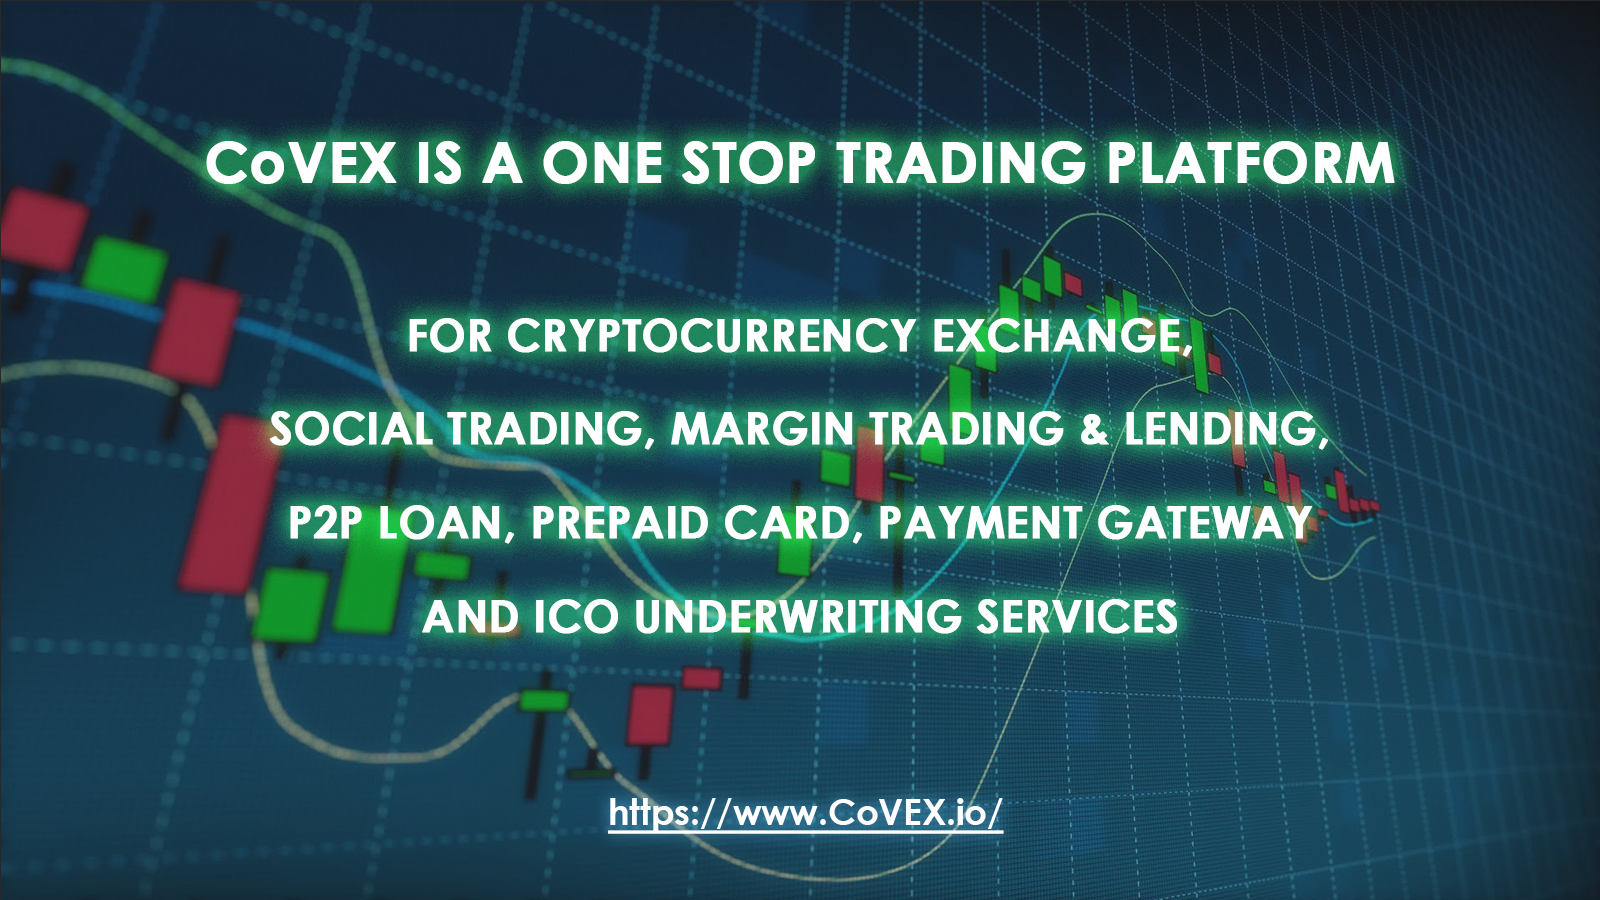 CoVEX IS A ONE STOP TRADING PLATFORM
FOR CRYPTOCURRENCY EXCHANGE,
SOCIAL TRADING, MARGIN TRADING & LENDING,
P2P LOAN, PREPAID CARD, PAYMENT GATEWAY
AND ICO UNDERWRITING SERVICES
https://www.CoVEX.io/